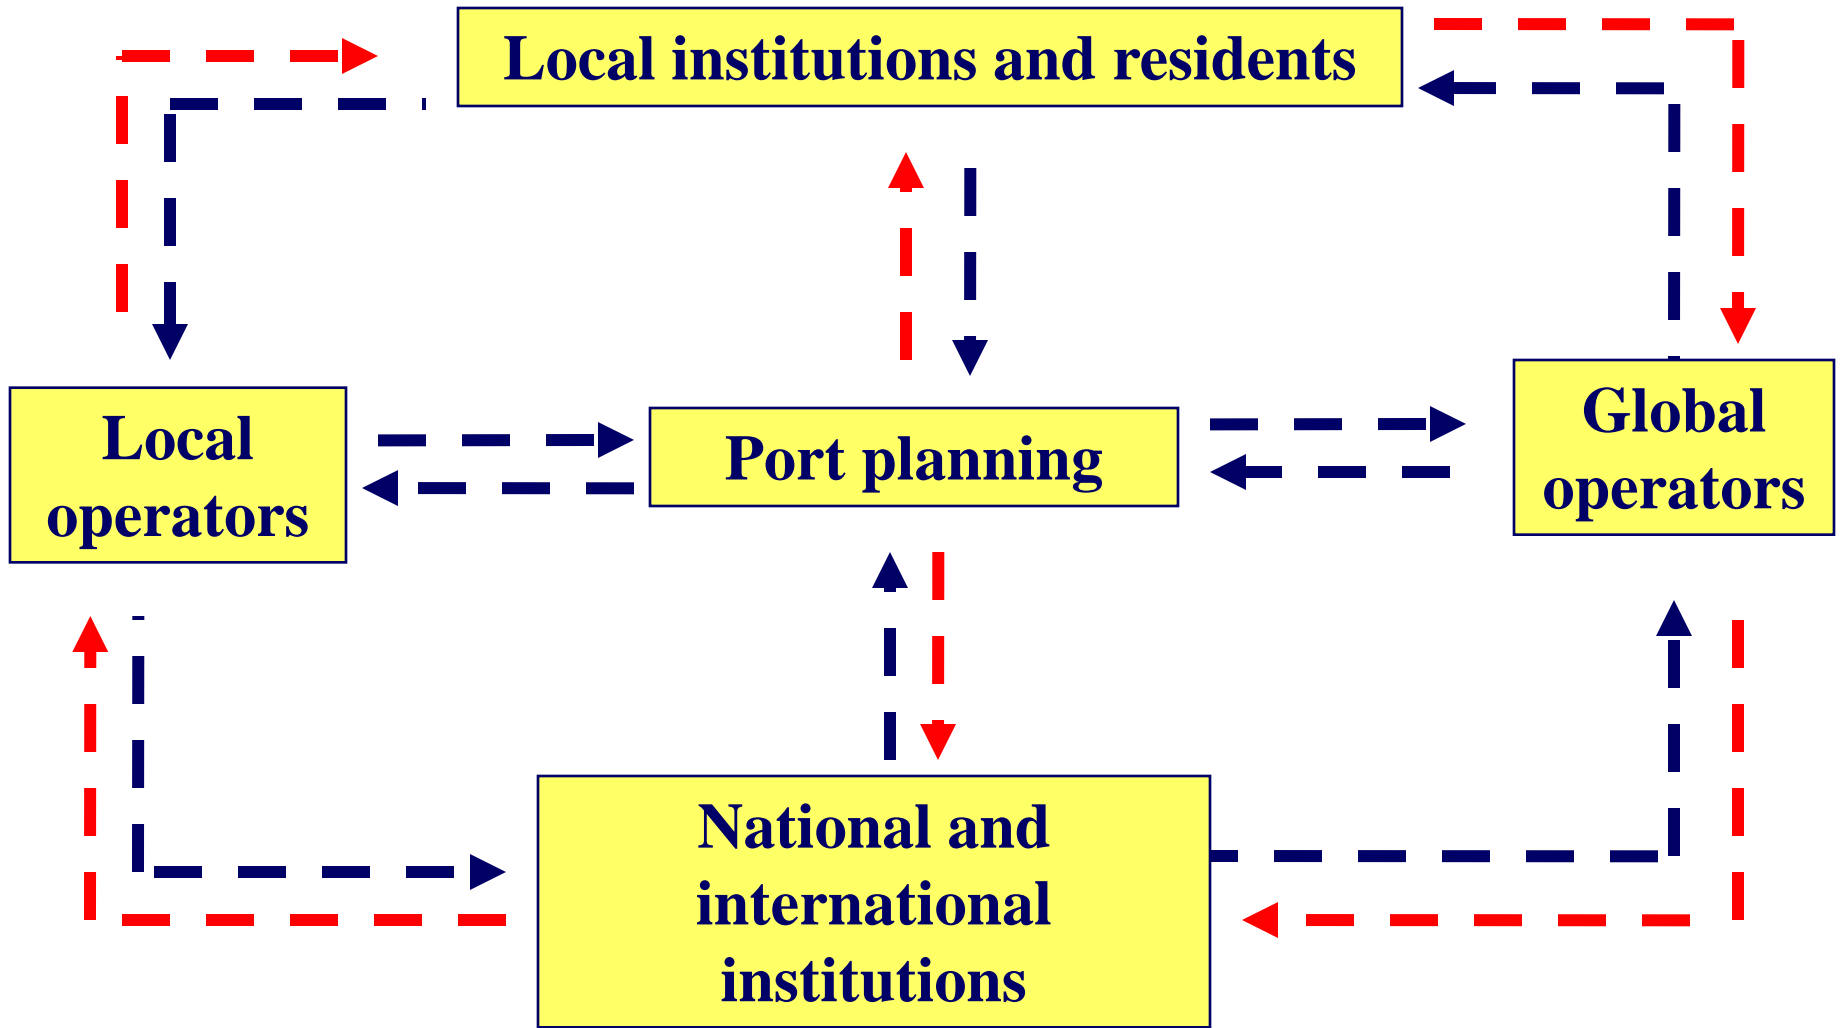 Local institutions and residents
Local
operators
Port planning
Global
operators
National and
international
institutions